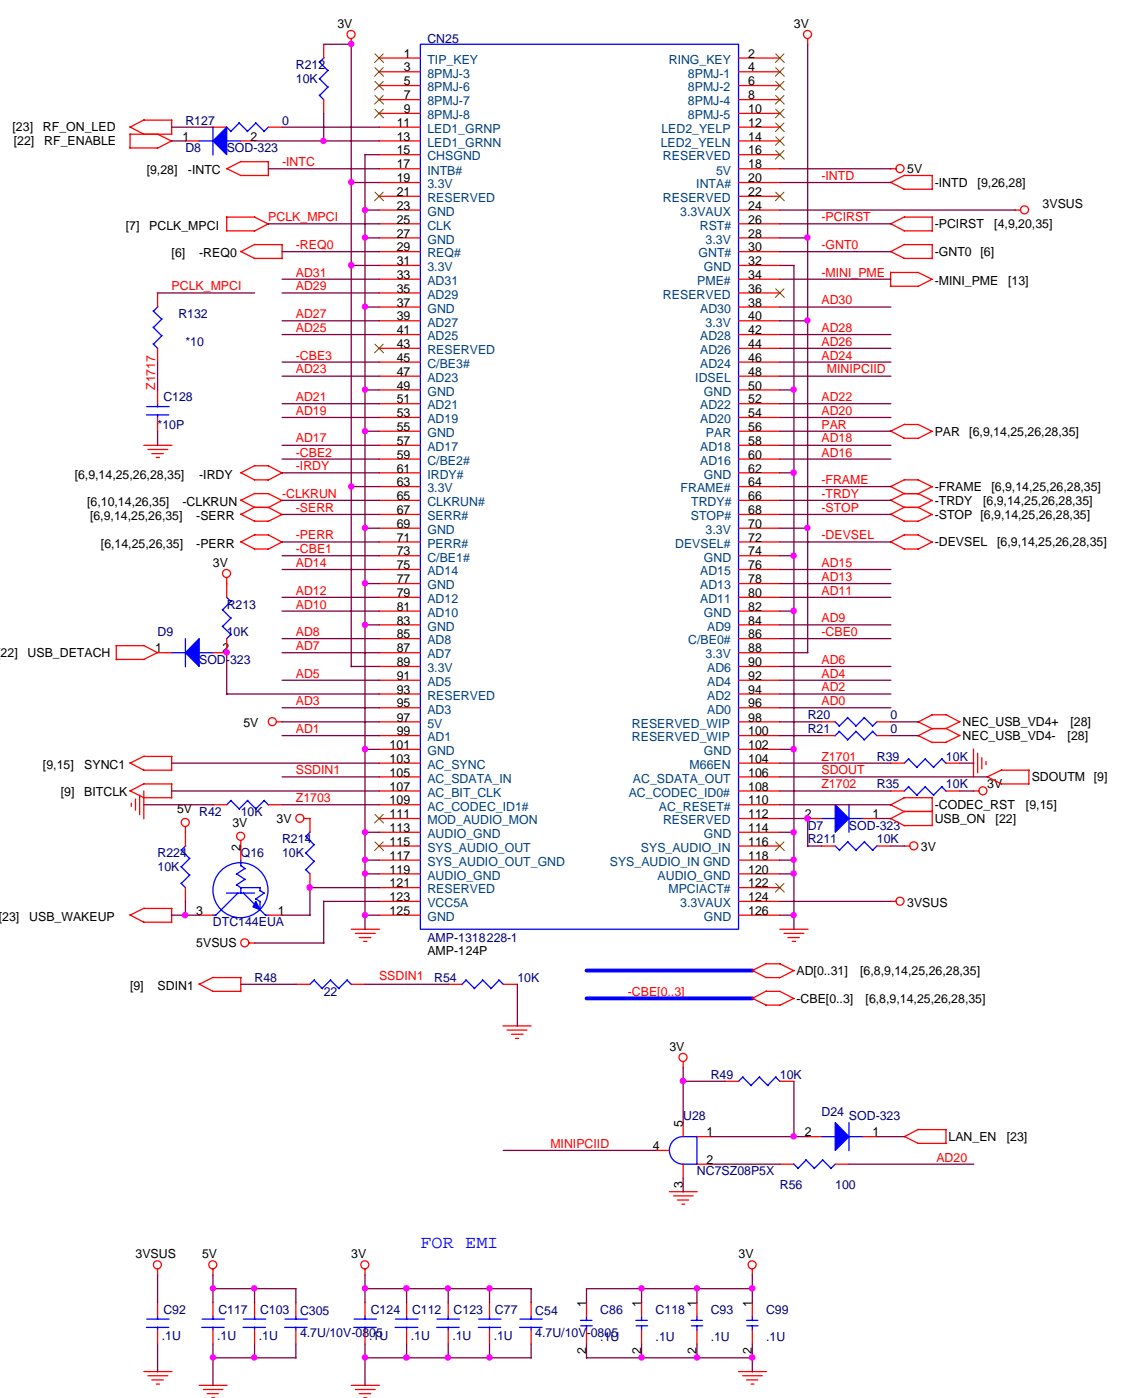 3V
3V
CN25
1 TIP_KEY RING_KEY 2
3 8PMJ-3 8PMJ-1 4
5 8PMJ-6 8PMJ-2 6
7 8PMJ-7 8PMJ-4 8
9 8PMJ-8 8PMJ-5 10
R212
10K
[23] RF_ON_LED R127 0 11 LED1_GRNP LED2_YELP 12
[22] RF_ENABLE 1 D8 2 SOD-323 13 LED1_GRNN LED2_YELN 14
15 CHSGND RESERVED 16
[9,28] -INTC -INTC 17 INTB# 5V 18 5V
19 3.3V INTA# 20 -INTD -INTD [9,26,28]
21 RESERVED RESERVED 22
23 GND 3.3VAUX 24 3VSUS
[7] PCLK_MPCI PCLK_MPCI 25 CLK RST# 26 -PCIRST -PCIRST [4,9,20,35]
27 GND 3.3V 28
[6] -REQ0 -REQ0 29 REQ# GNT# 30 -GNT0 -GNT0 [6]
31 3.3V GND 32
AD31 33 AD31 PME# 34 -MINI_PME -MINI_PME [13]
AD29 35 AD29 RESERVED 36
37 GND AD30 38 AD30
AD27 39 AD27 3.3V 40
AD25 41 AD25 AD28 42 AD28
43 RESERVED AD26 44 AD26
-CBE3 45 C/BE3# AD24 46 AD24
AD23 47 AD23 IDSEL 48 MINIPCIID
49 GND GND 50
AD21 51 AD21 AD22 52 AD22
AD19 53 AD19 AD20 54 AD20
55 GND PAR 56 PAR PAR [6,9,14,25,26,28,35]
AD17 57 AD17 AD18 58 AD18
-CBE2 59 C/BE2# AD16 60 AD16
[6,9,14,25,26,28,35] -IRDY -IRDY 61 IRDY# GND 62
63 3.3V FRAME# 64 -FRAME -FRAME [6,9,14,25,26,28,35]
[6,10,14,26,35] -CLKRUN -CLKRUN 65 CLKRUN# TRDY# 66 -TRDY -TRDY [6,9,14,25,26,28,35]
[6,9,14,25,26,35] -SERR -SERR 67 SERR# STOP# 68 -STOP -STOP [6,9,14,25,26,28,35]
69 GND 3.3V 70
[6,14,25,26,35] -PERR -PERR 71 PERR# DEVSEL# 72 -DEVSEL -DEVSEL [6,9,14,25,26,28,35]
-CBE1 73 C/BE1# GND 74
AD14 75 AD14 AD15 76 AD15
77 GND AD13 78 AD13
AD12 79 AD12 AD11 80 AD11
AD10 81 AD10 GND 82
83 GND AD9 84 AD9
AD8 85 AD8 C/BE0# 86 -CBE0
AD7 87 AD7 3.3V 88
89 3.3V AD6 90 AD6
AD5 91 AD5 AD4 92 AD4
93 RESERVED AD2 94 AD2
AD3 95 AD3 AD0 96 AD0
5V 97 5V RESERVED_WIP 98 R20 0 NEC_USB_VD4+ [28]
AD1 99 AD1 RESERVED_WIP 100 R21 0 NEC_USB_VD4- [28]
101 GND GND 102
[9,15] SYNC1 103 AC_SYNC M66EN 104 Z1701 R39 10K
SSDIN1 105 AC_SDATA_IN AC_SDATA_OUT 106 SDOUT SDOUTM [9]
[9] BITCLK 107 AC_BIT_CLK AC_CODEC_ID0# 108 Z1702 R35 10K 3V
R42 10K Z1703 109 AC_CODEC_ID1# AC_RESET# 110 -CODEC_RST [9,15]
111 MOD_AUDIO_MON RESERVED 112 2 D7 1 SOD-323 USB_ON [22]
113 AUDIO_GND GND 114
115 SYS_AUDIO_OUT SYS_AUDIO_IN 116 R211 10K 3V
117 SYS_AUDIO_OUT_GND SYS_AUDIO_IN GND 118
119 AUDIO_GND AUDIO_GND 120
121 RESERVED MPCIACT# 122
123 VCC5A 3.3VAUX 124 3VSUS
125 GND GND 126
AMP-1318228-1
AMP-124P
PCLK_MPCI
R132
*10
Z1717
C128
*10P
3V
R213
10K
D9
[22] USB_DETACH 1 2
SOD-323
5V
3V
3V
R224
10K
2
Q16
R214
10K
[23] USB_WAKEUP 3 1
DTC144EUA
5VSUS
[9] SDIN1 R48 22 SSDIN1 R54 10K
AD[0..31] [6,8,9,14,25,26,28,35]
-CBE[0..3] -CBE[0..3] [6,8,9,14,25,26,28,35]
3V
R49 10K
U28
5
D24
SOD-323
MINIPCIID 4 1 2 1 LAN_EN [23]
2 AD20
NC7SZ08P5X
3
R56 100
FOR EMI
3VSUS 5V 3V 3V
C92 .1U
C117 .1U
C103 .1U
C305 4.7U/10V-0805
C124 .1U
C112 .1U
C123 .1U
C77 .1U
C54 4.7U/10V-0805
1 C86 .1U 2
1 C118 .1U 2
1 C93 .1U 2
1 C99 .1U 2